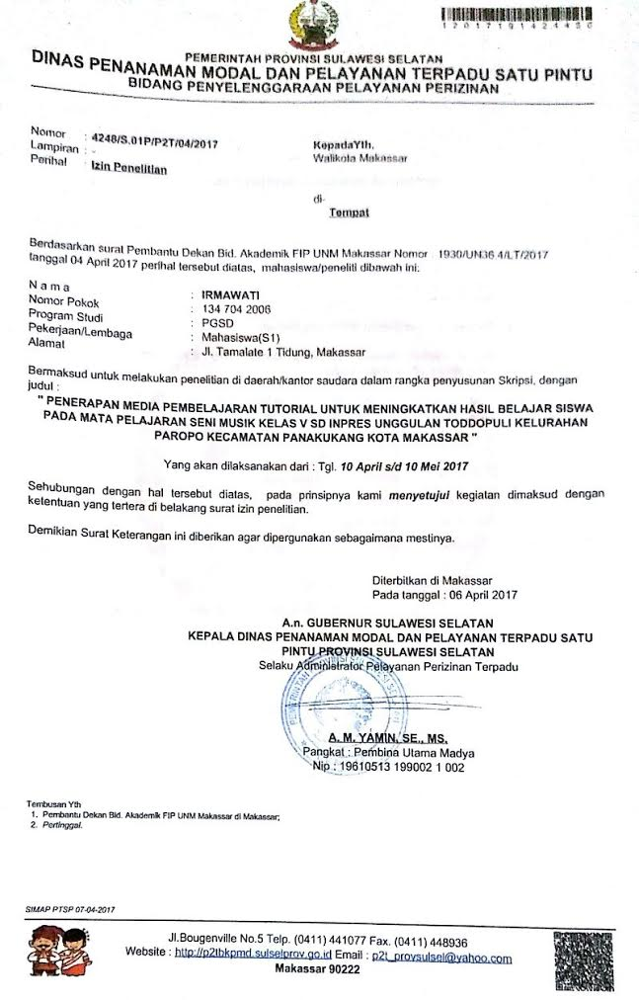 120171914244 80
PEMERINTAH PROVINSI SULAWESI SELATAN
DINAS PENANAMAN MODAL DAN PELAYANAN TERPADU SATU PINTU
BIDANG PENYELENGGARAAN PELAYANAN PERIZINAN
Nomor : 4248/S.01P/P2T/04/2017
Lampiran : -
Perihal : Izin Penelitian
KepadaYth.
Walikota Makassar
di-
Tempat
Berdasarkan surat Pembantu Dekan Bid. Akademik FIP UNM Makassar Nomor : 1930/UN36.4/LT/2017
tanggal 04 April 2017 perihal tersebut diatas, mahasiswa/peneliti dibawah ini:
N a m a : IRMAWATI
Nomor Pokok : 134 704 2006
Program Studi : PGSD
Pekerjaan/Lembaga : Mahasiswa(S1)
Alamat : Jl. Tamalate 1 Tidung, Makassar
Bermaksud untuk melakukan penelitian di daerah/kantor saudara dalam rangka penyusunan Skripsi, dengan
judul :
" PENERAPAN MEDIA PEMBELAJARAN TUTORIAL UNTUK MENINGKATKAN HASIL BELAJAR SISWA
PADA MATA PELAJARAN SENI MUSIK KELAS V SD INPRES UNGGULAN TODDOPULI KELURAHAN
PAROPO KECAMATAN PANAKUKANG KOTA MAKASSAR "
Yang akan dilaksanakan dari : Tgl. 10 April s/d 10 Mei 2017
Sehubungan dengan hal tersebut diatas, pada prinsipnya kami menyetujui kegiatan dimaksud dengan
ketentuan yang tertera di belakang surat izin penelitian.
Demikian Surat Keterangan ini diberikan agar dipergunakan sebagaimana mestinya.
Diterbitkan di Makassar
Pada tanggal : 06 April 2017
A.n. GUBERNUR SULAWESI SELATAN
KEPALA DINAS PENANAMAN MODAL DAN PELAYANAN TERPADU SATU
PINTU PROVINSI SULAWESI SELATAN
Selaku Administrator Pelayanan Perizinan Terpadu
A. M. YAMIN, SE., MS.
Pangkat : Pembina Utama Madya
Nip : 19610513 199002 1 002
Tembusan Yth
1. Pembantu Dekan Bid. Akademik FIP UNM Makassar di Makassar;
2. Pertinggal.
SIMAP PTSP 07-04-2017
Jl.Bougenville No.5 Telp. (0411) 441077 Fax. (0411) 448936
Website : http://p2tbkpmd.sulselprov.go.id Email : p2t_provsulsel@yahoo.com
Makassar 90222